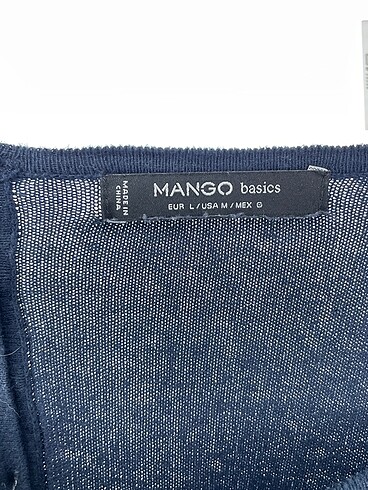 MANGO basics
EUR L / USA M / MEX G
MADE IN
CHINA